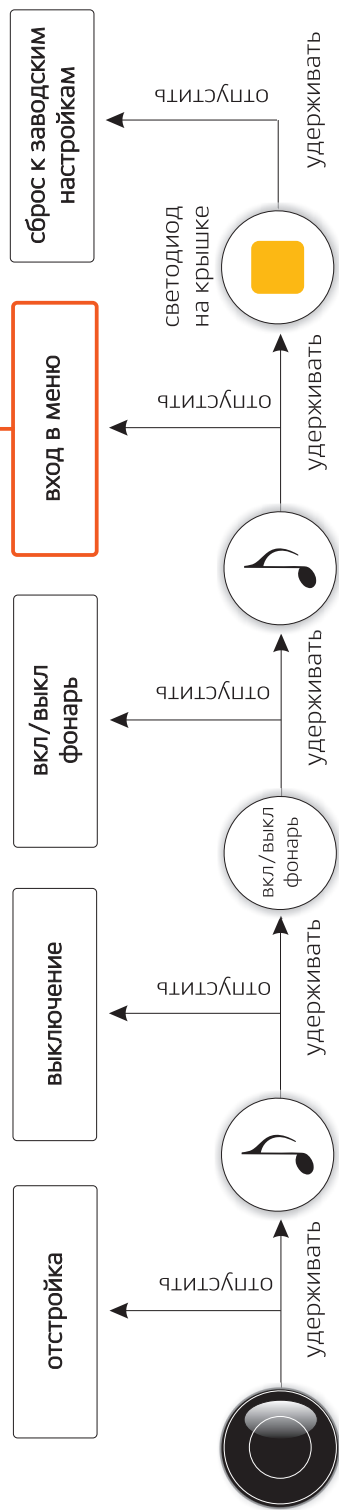 отстройка
выключение
вкл/выкл
фонарь
вход в меню
сброс к заводским
настройкам
отпустить
отпустить
отпустить
отпустить
отпустить
вкл/выкл
фонарь
светодиод
на крышке
удерживать
удерживать
удерживать
удерживать
удерживать